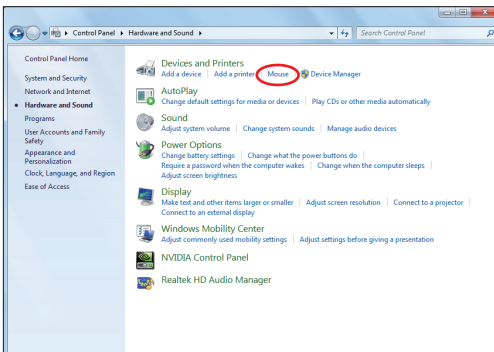 Control Panel Hardware and Sound Search Control Panel
Control Panel Home
System and Security
Network and Internet
Hardware and Sound
Programs
User Accounts and Family
Safety
Appearance and
Personalization
Clock, Language, and Region
Ease of Access
Devices and Printers
Add a device Add a printer Mouse Device Manager
AutoPlay
Change default settings for media or devices Play CDs or other media automatically
Sound
Adjust system volume Change system sounds Manage audio devices
Power Options
Change battery settings Change what the power buttons do
Require a password when the computer wakes Change when the computer sleeps
Adjust screen brightness
Display
Make text and other items larger or smaller Adjust screen resolution Connect to a projector
Connect to an external display
Windows Mobility Center
Adjust commonly used mobility settings Adjust settings before giving a presentation
NVIDIA Control Panel
Realtek HD Audio Manager